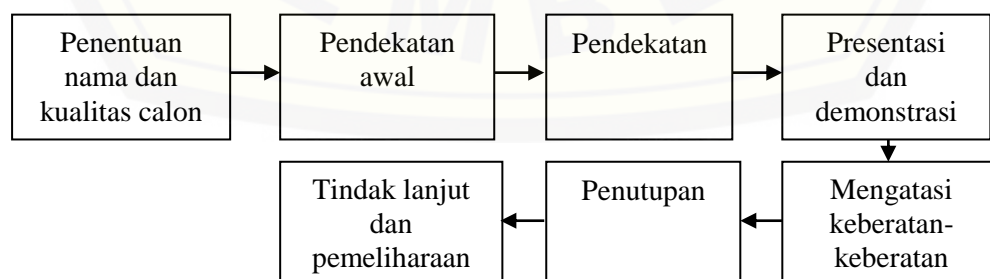 Penentuan
nama dan
kualitas calon
Pendekatan
awal
Pendekatan
Presentasi
dan
demonstrasi
Mengatasi
keberatan-
keberatan
Penutupan
Tindak lanjut
dan
pemeliharaan